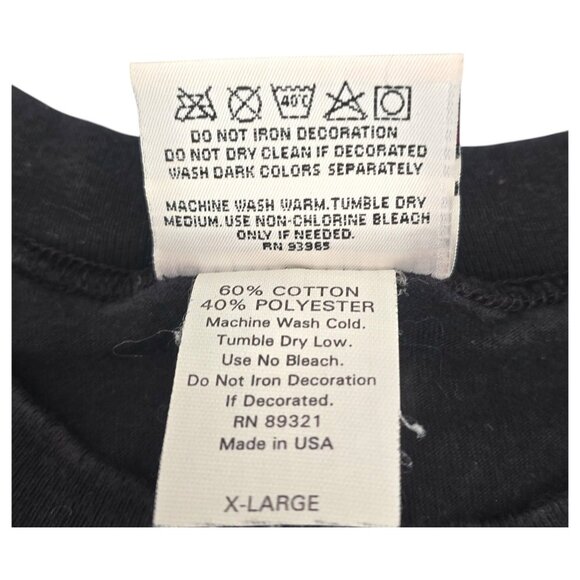 40°C
DO NOT IRON DECORATION
DO NOT DRY CLEAN IF DECORATED
WASH DARK COLORS SEPARATELY
MACHINE WASH WARM.TUMBLE DRY
MEDIUM. USE NON-CHLORINE BLEACH
ONLY IF NEEDED.
RN 93965
60% COTTON
40% POLYESTER
Machine Wash Cold.
Tumble Dry Low.
Use No Bleach.
Do Not Iron Decoration
If Decorated.
RN 89321
Made in USA
X-LARGE